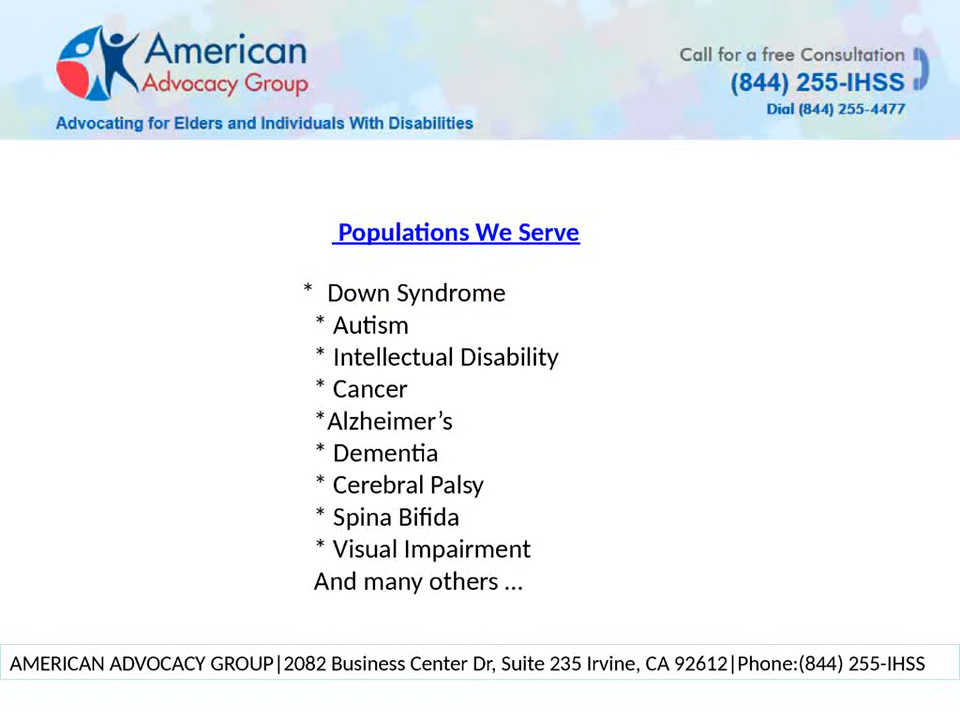 American
Advocacy Group
Advocating for Elders and Individuals With Disabilities
Call for a free Consultation
(844) 255-IHSS
Dial (844) 255-4477
Populations We Serve
* Down Syndrome
* Autism
* Intellectual Disability
* Cancer
*Alzheimer’s
* Dementia
* Cerebral Palsy
* Spina Bifida
* Visual Impairment
And many others ...
AMERICAN ADVOCACY GROUP|2082 Business Center Dr, Suite 235 Irvine, CA 92612|Phone:(844) 255-IHSS